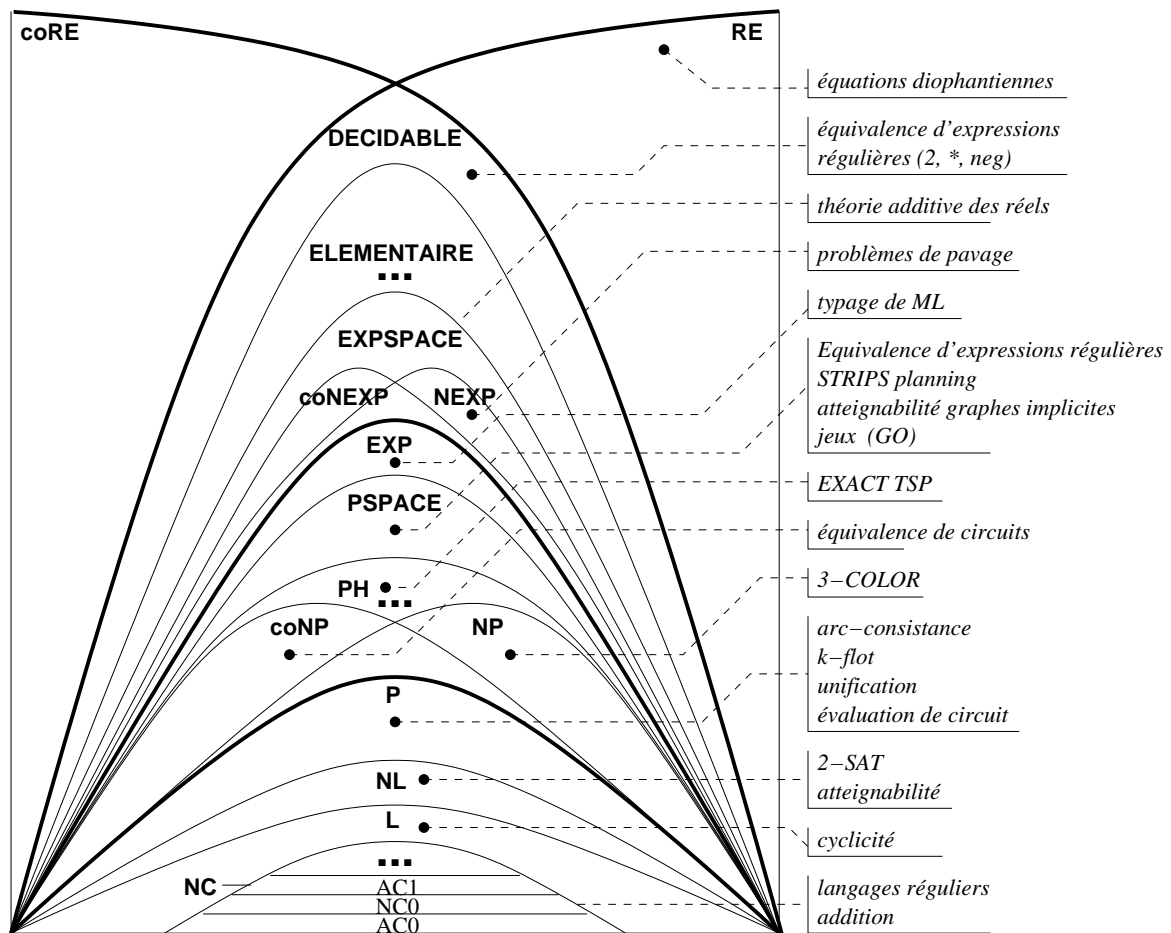 coRE
RE
équations diophantiennes
DECIDABLE
équivalence d'expressions
régulières (2, *, neg)
théorie additive des réels
ELEMENTAIRE
problèmes de pavage
EXPSPACE
typage de ML
coNEXP
NEXP
Equivalence d'expressions régulières
STRIPS planning
atteignabilité graphes implicites
jeux (GO)
EXP
PSPACE
EXACT TSP
équivalence de circuits
PH
3−COLOR
coNP
NP
arc−consistance
k−flot
unification
évaluation de circuit
P
NL
2−SAT
atteignabilité
L
cyclicité
NC
AC1
NC0
AC0
langages réguliers
addition